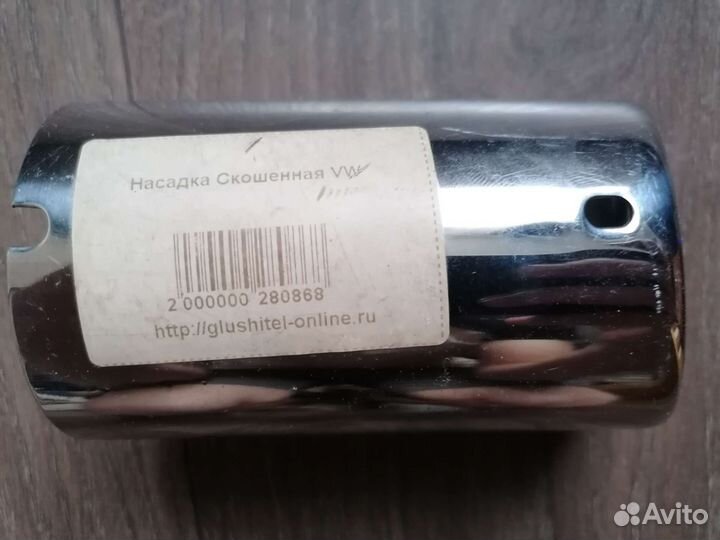 Насадка Скошенная VW
2 000000 280868
http://glushitel-online.ru
Avito